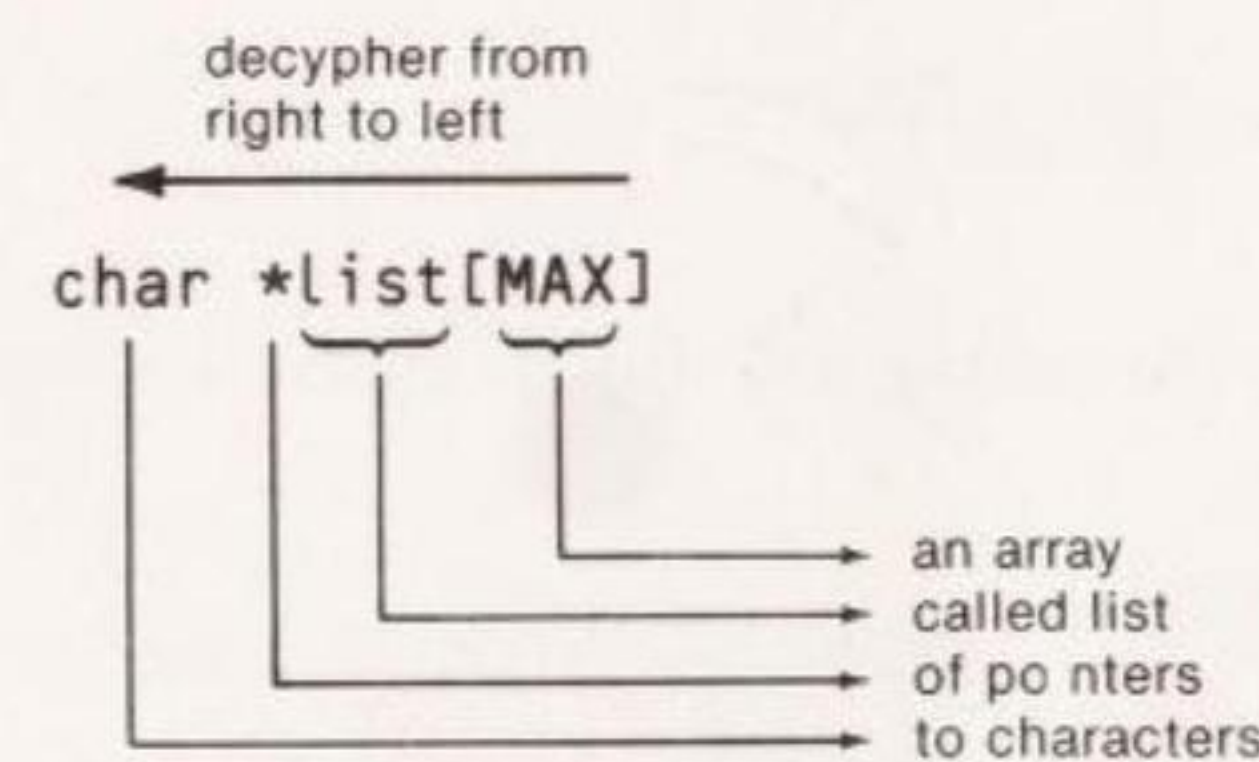 decypher from
right to left
char *list[MAX]
an array
called list
of po nters
to characters